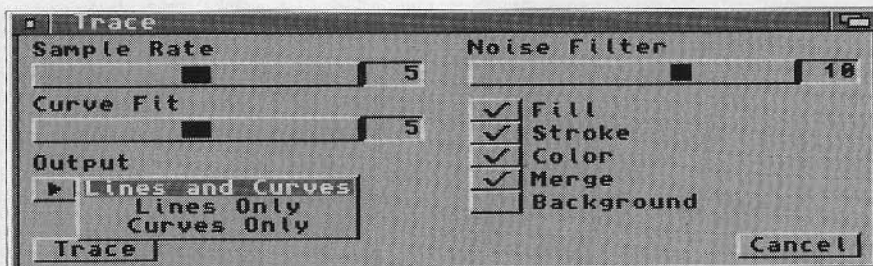 Trace
Sample Rate
5
Curve Fit
5
Output
Lines and Curves
Lines Only
Curves Only
Trace
Noise Filter
10
Fill
Stroke
Color
Merge
Background
Cancel